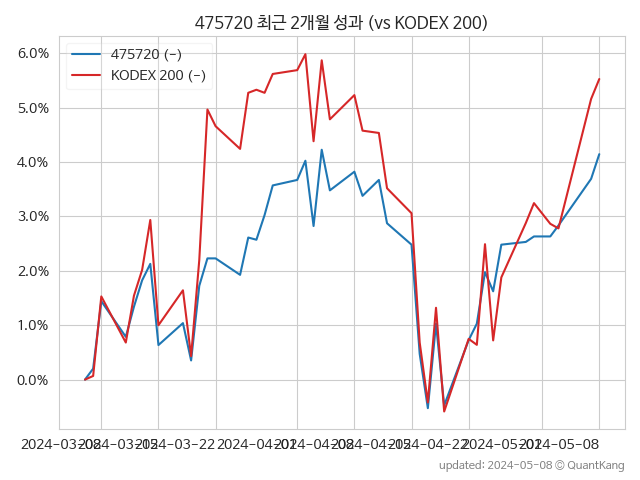 475720 최근 2개월 성과 (vs KODEX 200)
475720 (-)
KODEX 200 (-)
6.0%
5.0%
4.0%
3.0%
2.0%
1.0%
0.0%
2024-03-08 2024-03-15 2024-03-22 2024-04-01 2024-04-08 2024-04-15 2024-04-22 2024-05-01 2024-05-08
updated: 2024-05-08 © QuantKang